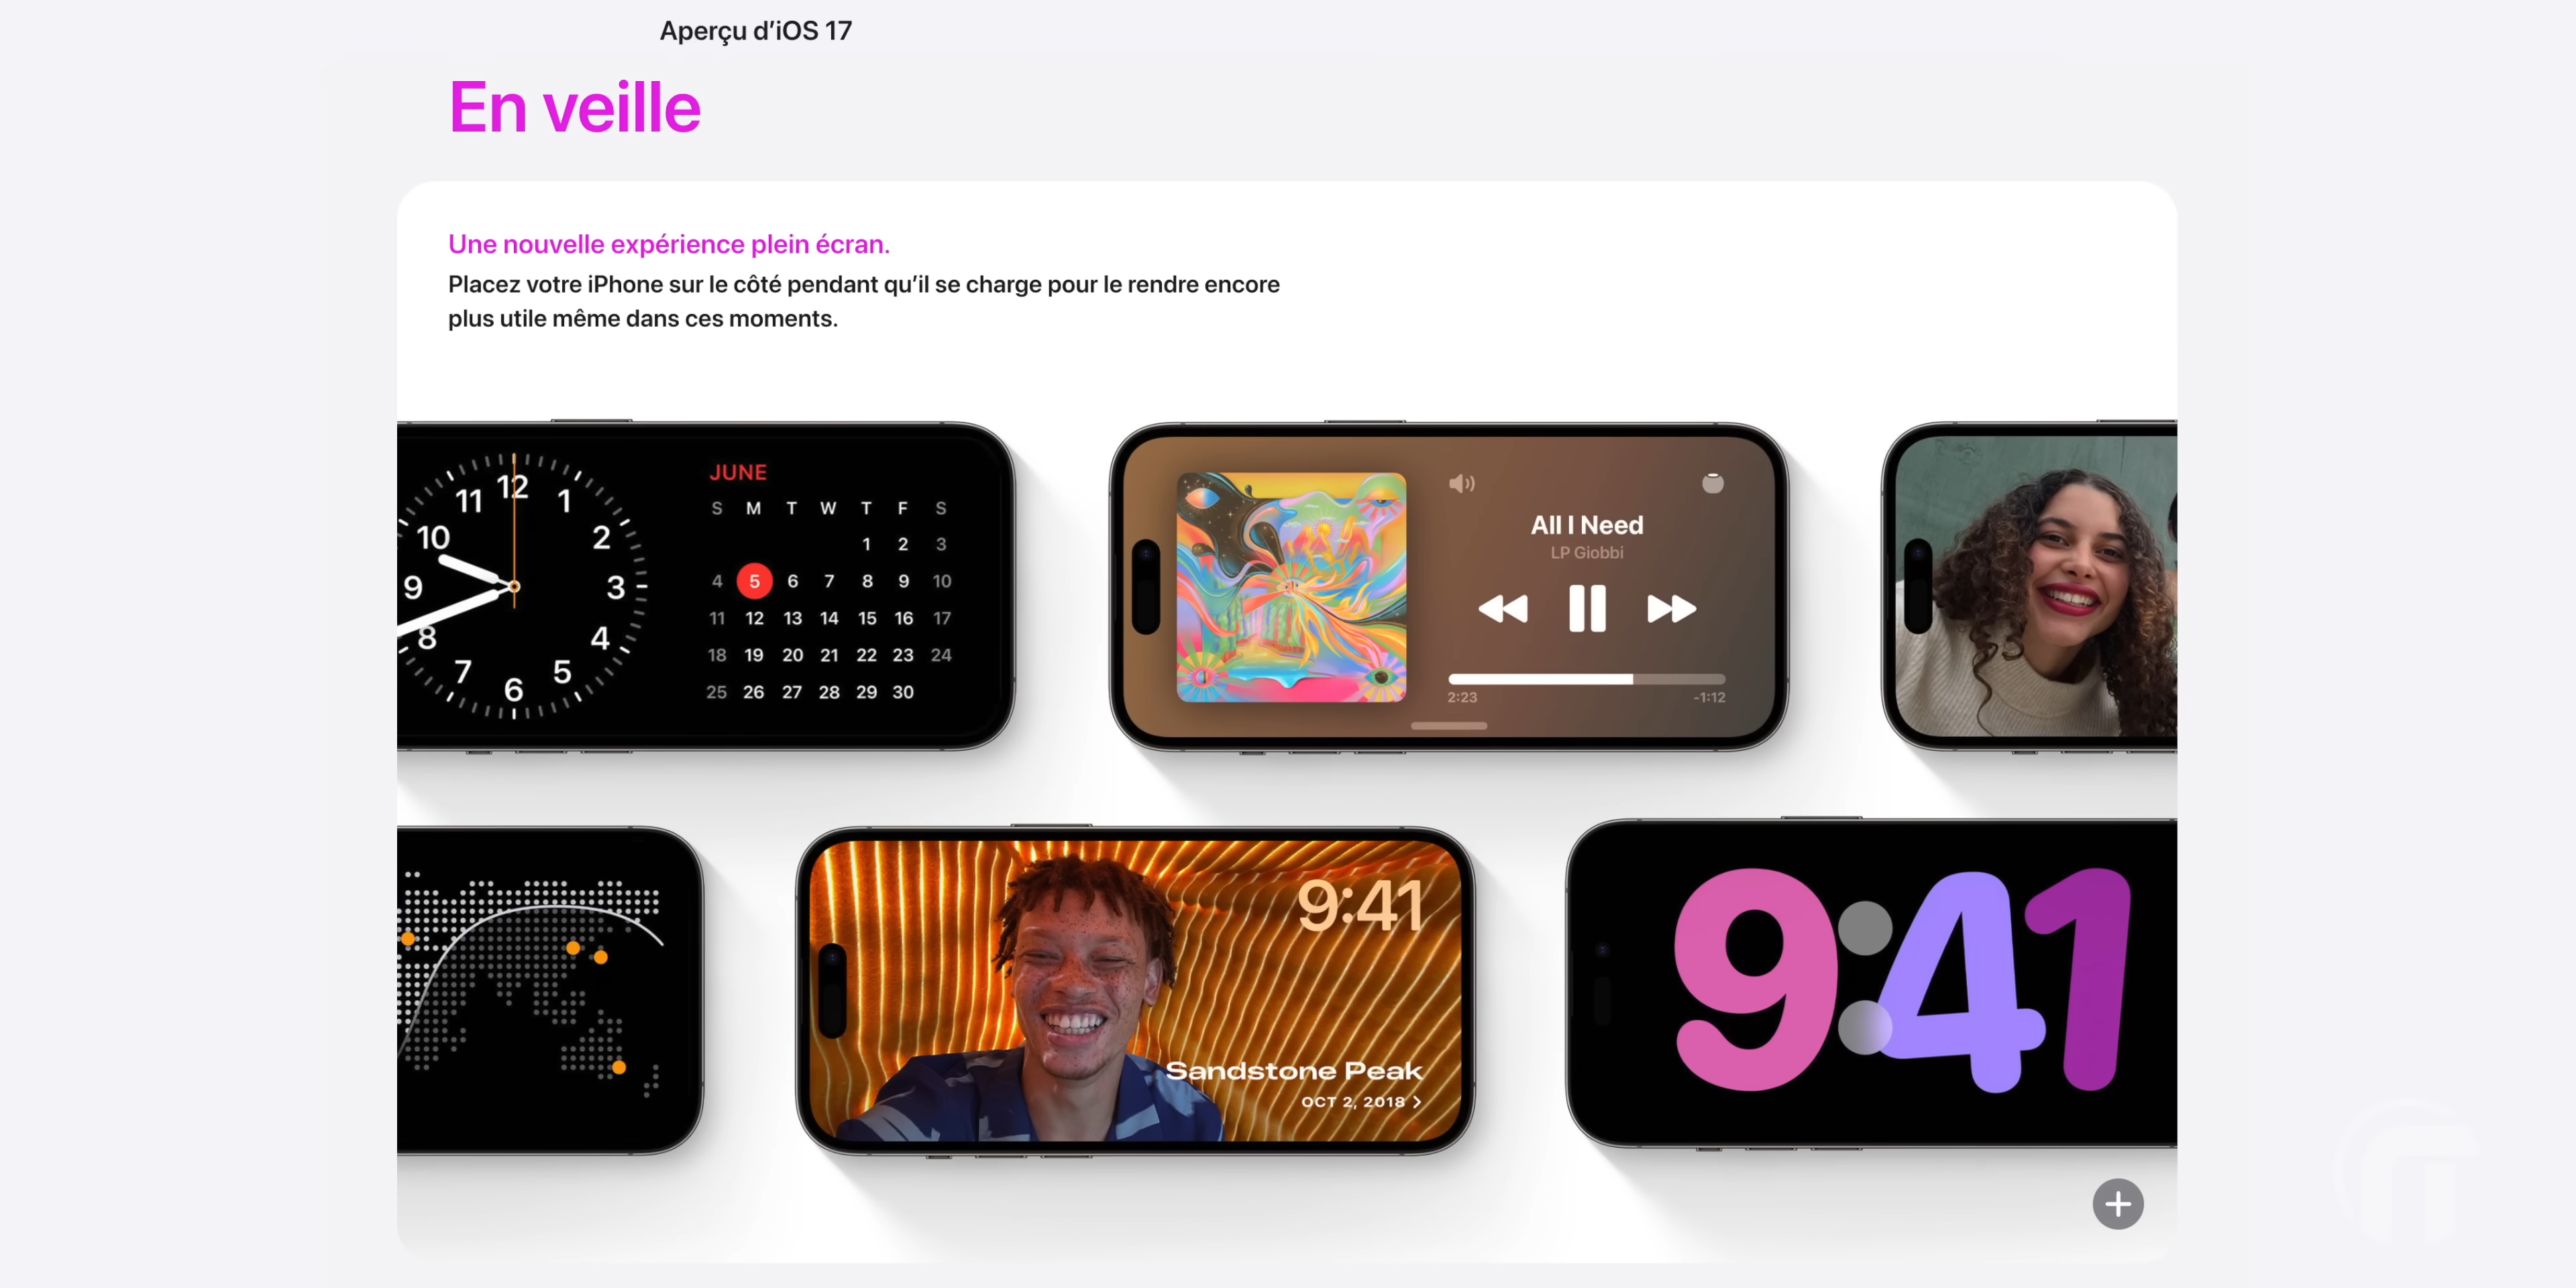 Aperçu d’iOS 17
En veille
Une nouvelle expérience plein écran.
Placez votre iPhone sur le côté pendant qu’il se charge pour le rendre encore
plus utile même dans ces moments.
12
1
2
3
4
5
6
7
8
9
10
11
JUNE
S M T W T F S
1 2 3
4 5 6 7 8 9 10
11 12 13 14 15 16 17
18 19 20 21 22 23 24
25 26 27 28 29 30
All I Need
LP Giobbi
2:23 -1:12
9:41
Sandstone Peak
OCT 2, 2018 >
9:41